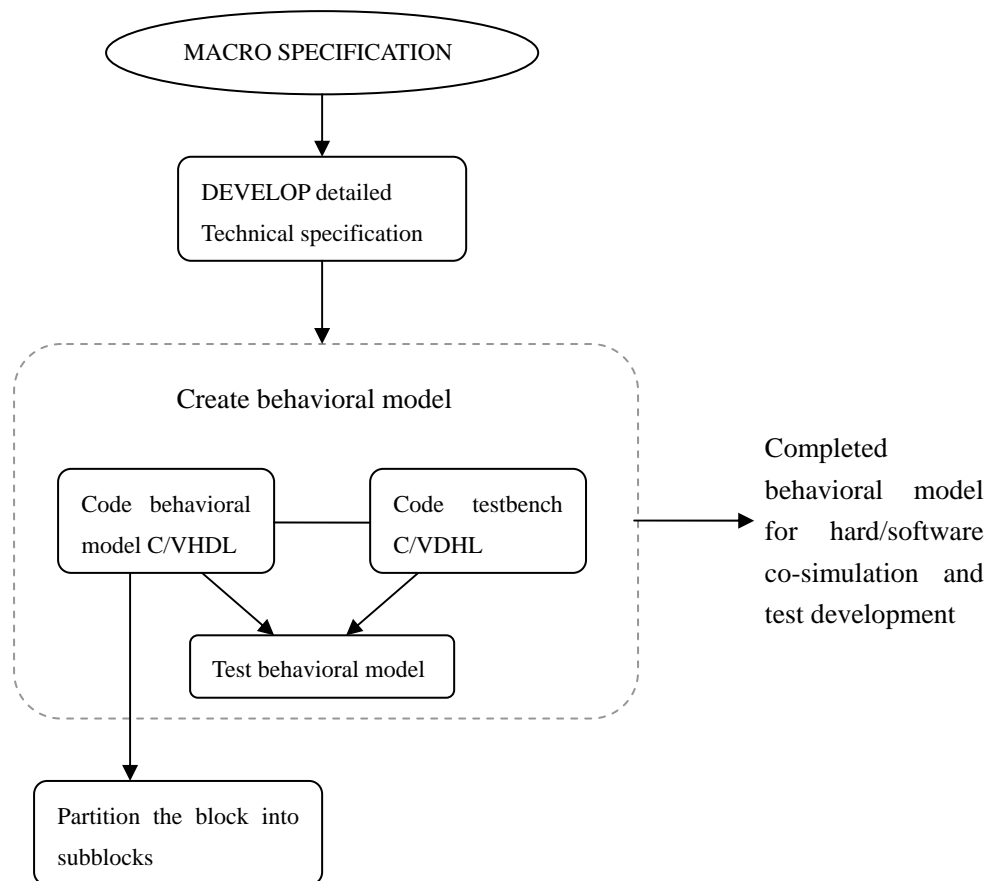 MACRO SPECIFICATION
DEVELOP detailed
Technical specification
Create behavioral model
Code behavioral
model C/VHDL
Code testbench
C/VDHL
Test behavioral model
Completed
behavioral model
for hard/software
co-simulation and
test development
Partition the block into
subblocks